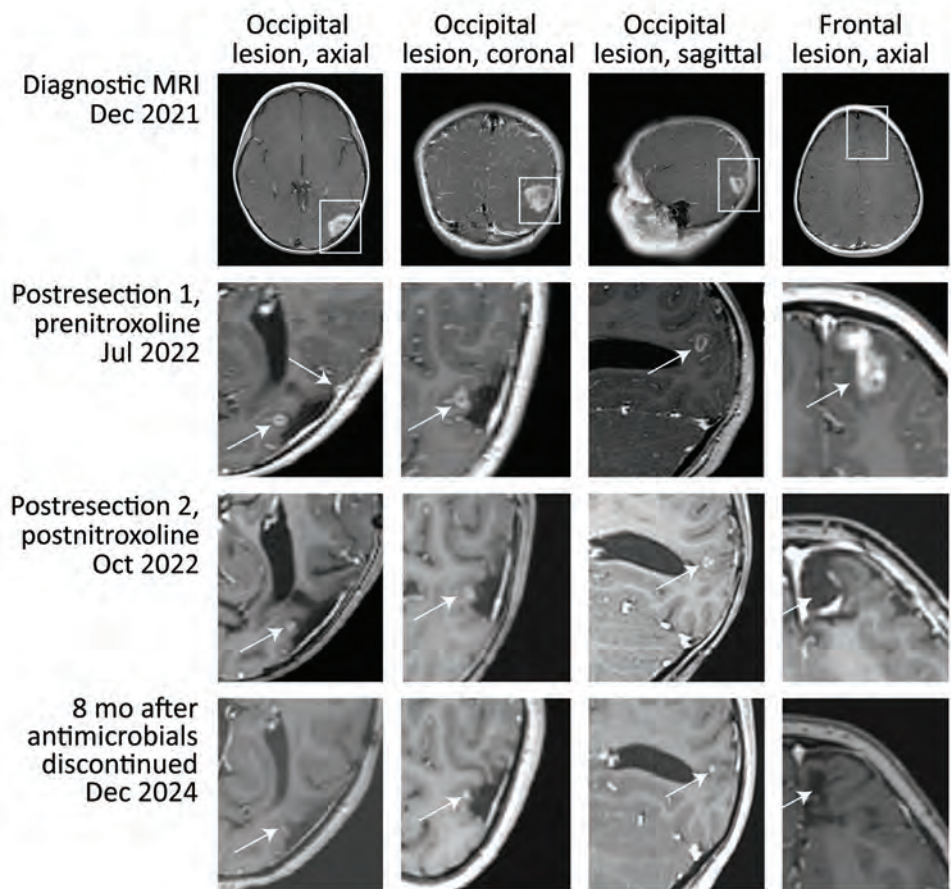 Occipital lesion, axial
Occipital lesion, coronal
Occipital lesion, sagittal
Frontal lesion, axial
Diagnostic MRI
Dec 2021
Postresection 1,
prenitroxoline
Jul 2022
Postresection 2,
postnitroxoline
Oct 2022
8 mo after
antimicrobials
discontinued
Dec 2024